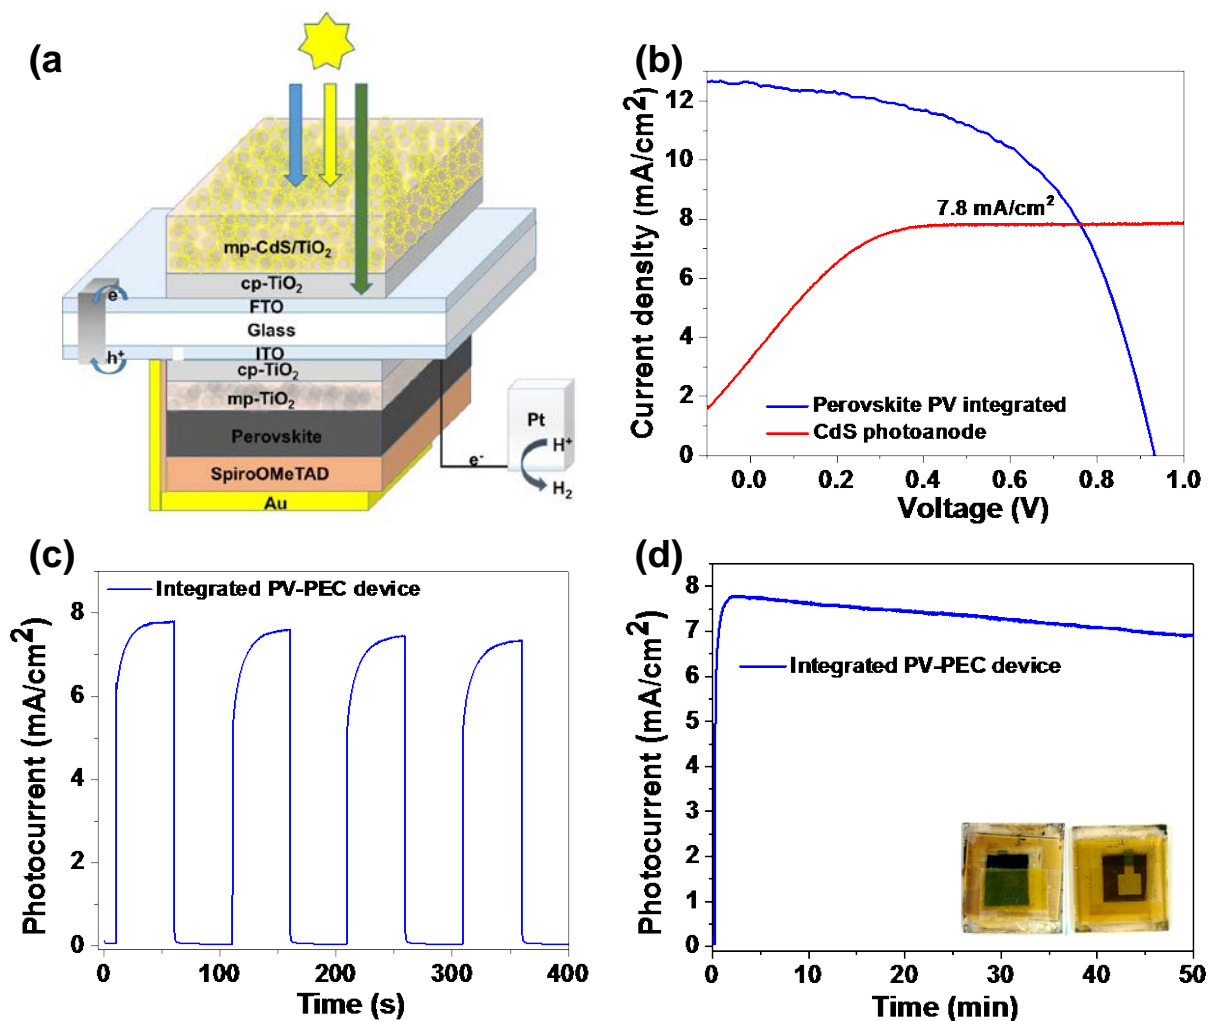 (a
mp-CdS/TiO2
cp-TiO2
e-
FTO
Glass
h+
ITO
cp-TiO2
mp-TiO2
Perovskite
SpiroOMeTAD
Au
Pt
H+
e-
H2
(b)
Current density (mA/cm2)
12
10
8
6
4
2
0
7.8 mA/cm2
Perovskite PV integrated
CdS photoanode
0.0 0.2 0.4 0.6 0.8 1.0
Voltage (V)
(c)
Photocurrent (mA/cm2)
8
6
4
2
0
Integrated PV-PEC device
0 100 200 300 400
Time (s)
(d)
Photocurrent (mA/cm2)
8
7
6
5
4
3
2
1
0
Integrated PV-PEC device
0 10 20 30 40 50
Time (min)